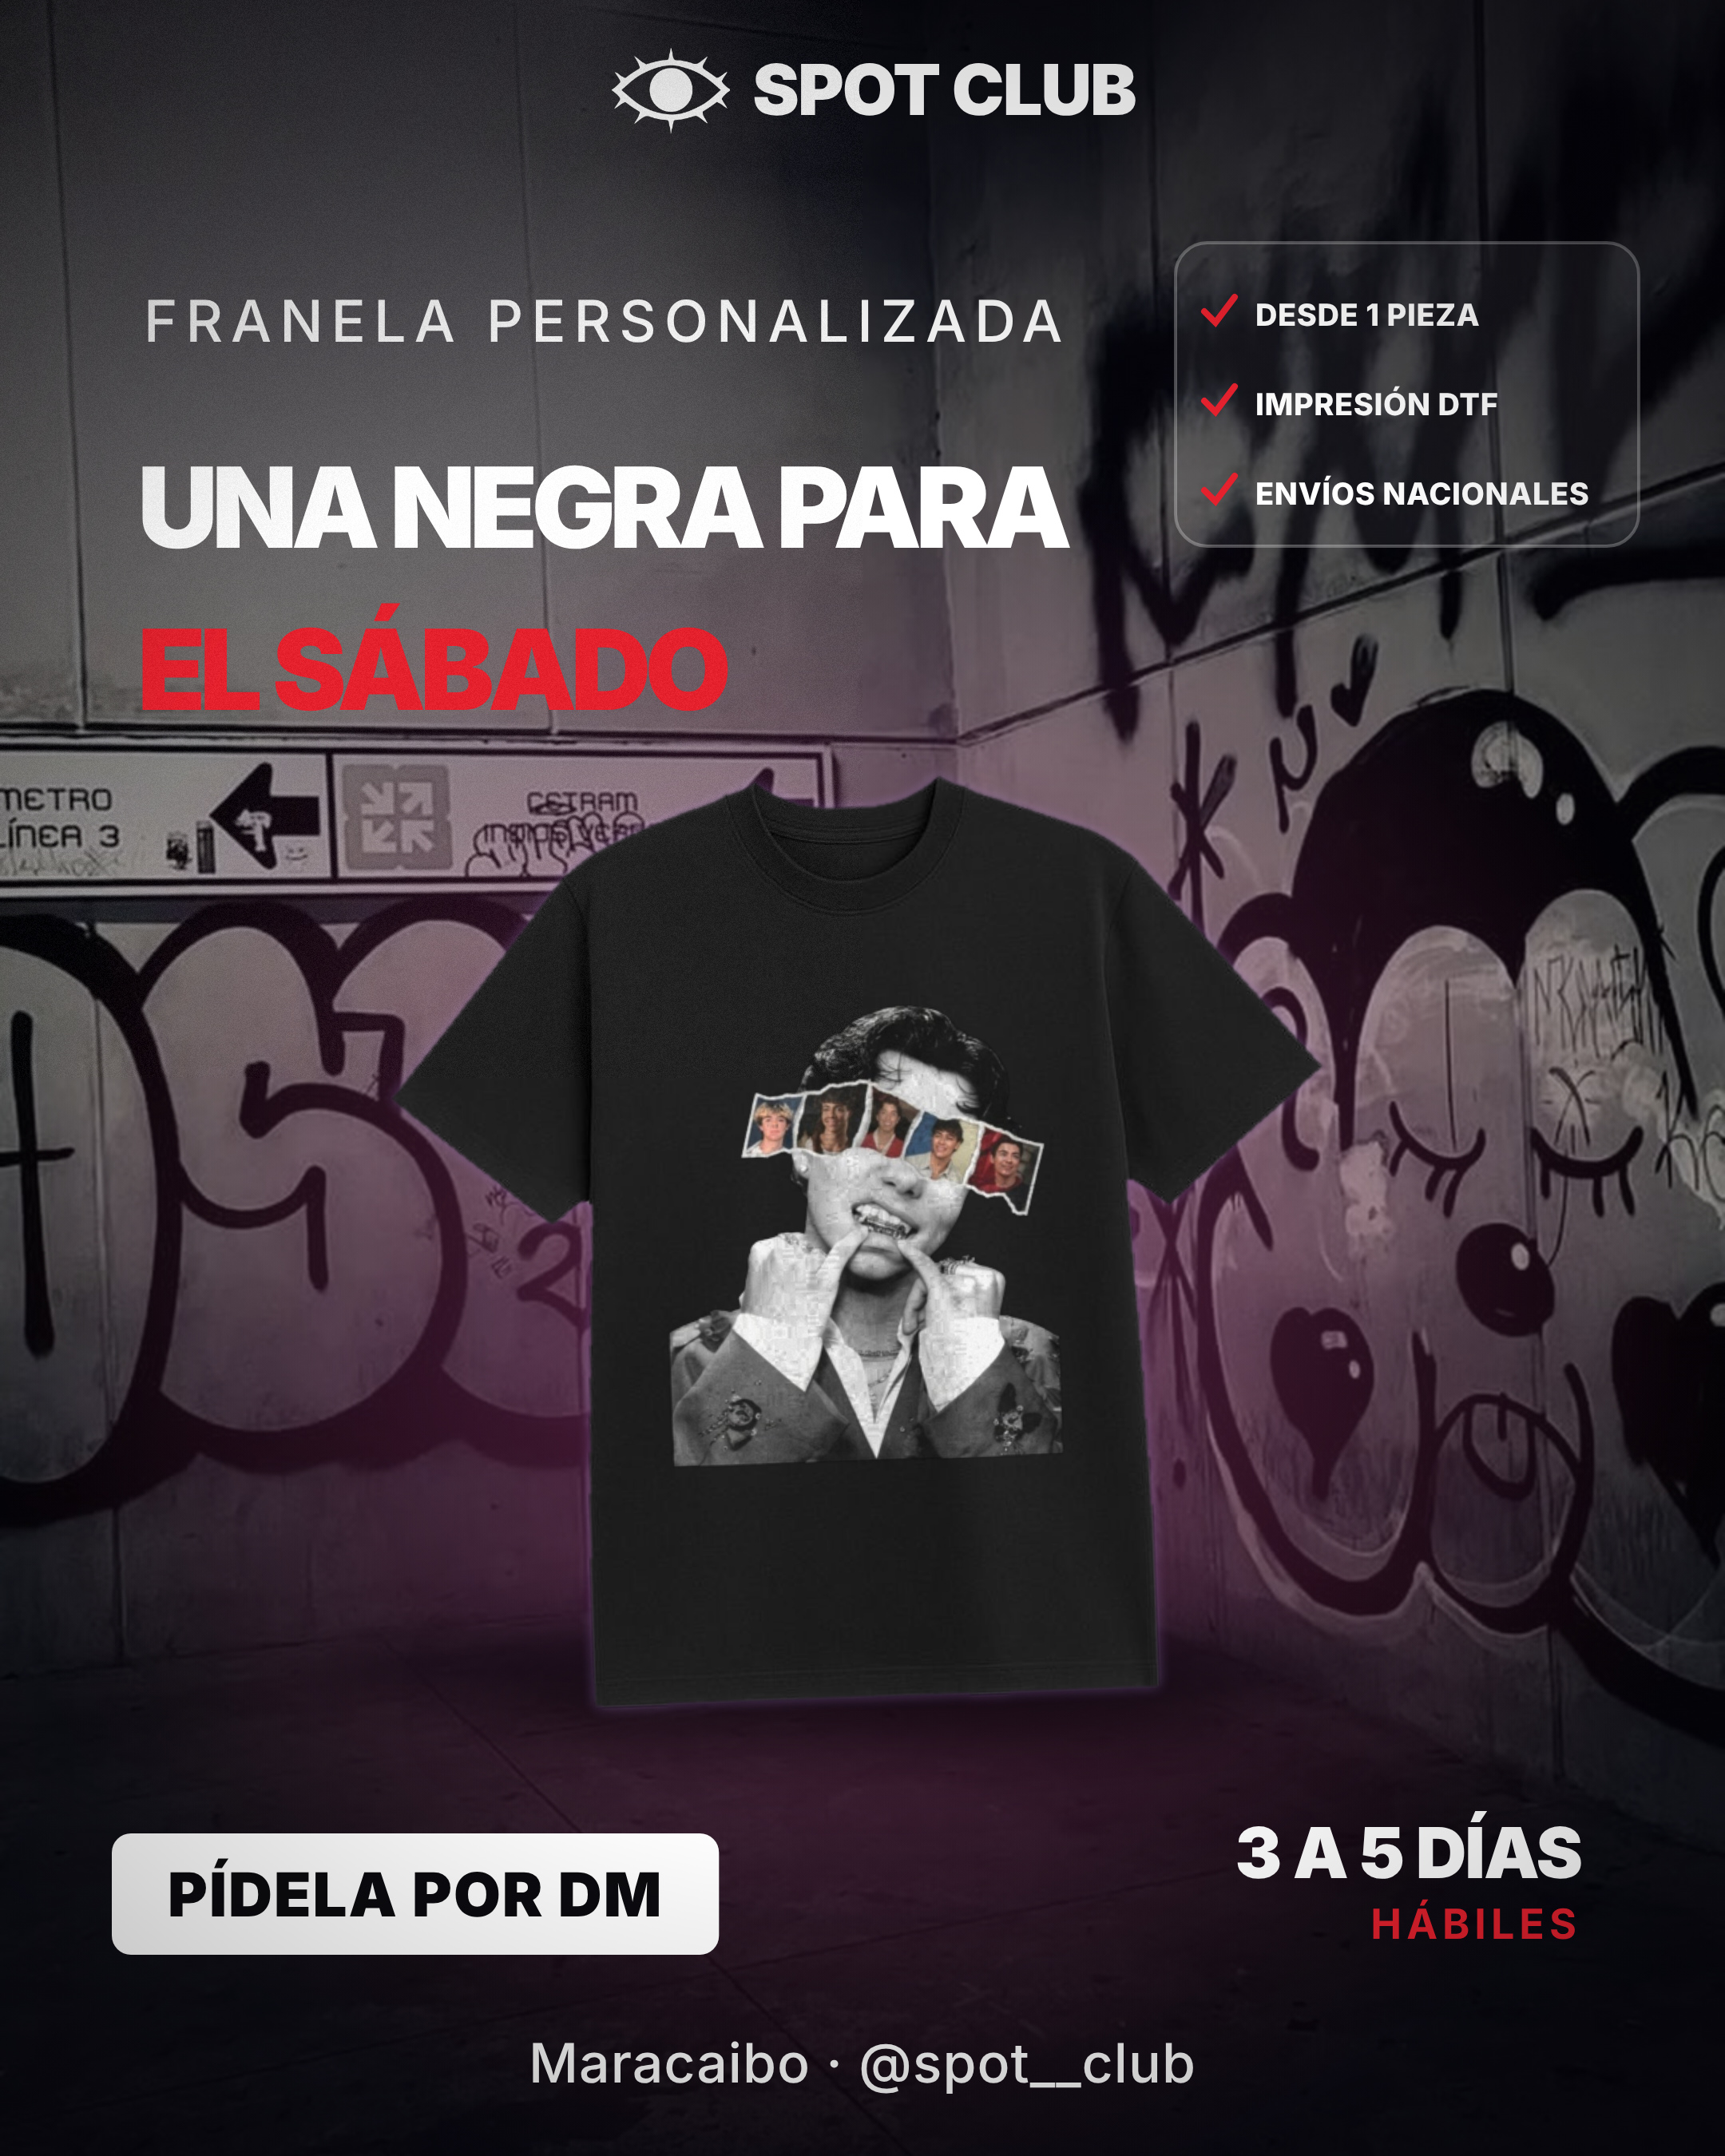 SPOT CLUB
FRANELA PERSONALIZADA
UNA NEGRA PARA
EL SÁBADO
✓ DESDE 1 PIEZA
✓ IMPRESIÓN DTF
✓ ENVÍOS NACIONALES
METRO
LÍNEA 3
CETRAM
PÍDELA POR DM
3 A 5 DÍAS
HÁBILES
Maracaibo · @spot__club